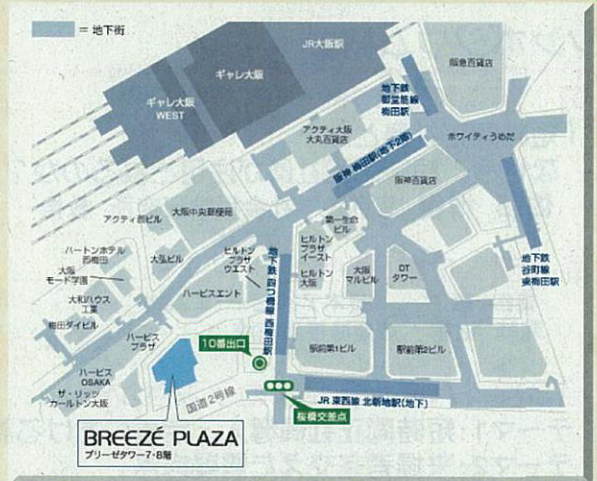 = 地下街
JR大阪駅
ギャレ大阪
ギャレ大阪
WEST
阪急百貨店
地下鉄
御堂筋線
梅田駅
ホワイティうめだ
アクティ大阪
大丸百貨店
阪神 梅田駅(地下2階)
阪神百貨店
大阪中央郵便局
第一生命
ビル
ハートンホテル
西梅田
大弘ビル
ヒルトン
プラザ
ウエスト
地下鉄 四つ橋線 西梅田駅
ヒルトン
プラザ
イースト
ヒルトン
大阪
大阪
マルビル
DT
タワー
地下鉄
谷町線
東梅田駅
大阪
モード学園
大和ハウス
工業
ハービスエント
梅田ダイビル
ハービス
プラザ
10番出口
駅前第1ビル
駅前第2ビル
ハービス
OSAKA
ザ・リッツ
カールトン大阪
国道2号線
JR 東西線 北新地駅(地下)
桜橋交差点
BREEZÉ PLAZA
ブリーゼタワー7・8階